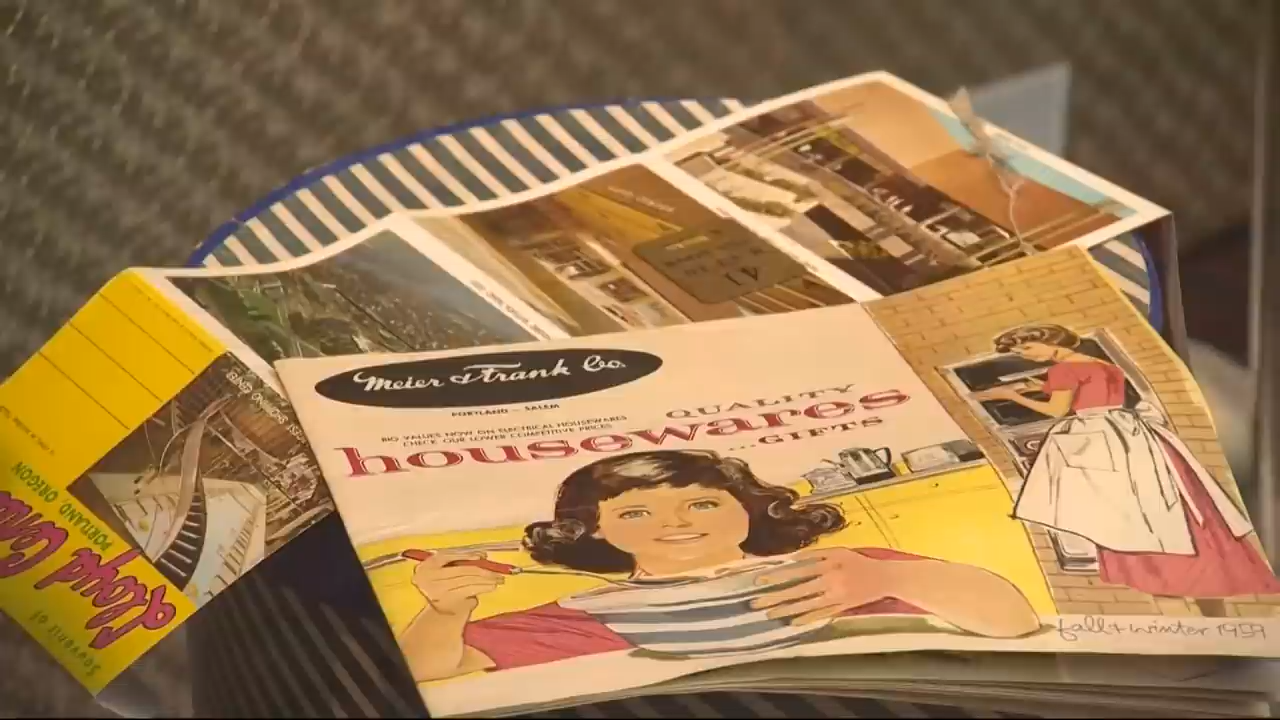 Meier & Frank Co.
PORTLAND – SALEM
BIG VALUES NOW ON ELECTRICAL HOUSEWARES
CHECK OUR LOWER COMPETITIVE PRICES
QUALITY
housewares
...GIFTS
fall + winter 1959
Souvenir of
Lloyd Center
PORTLAND, OREGON